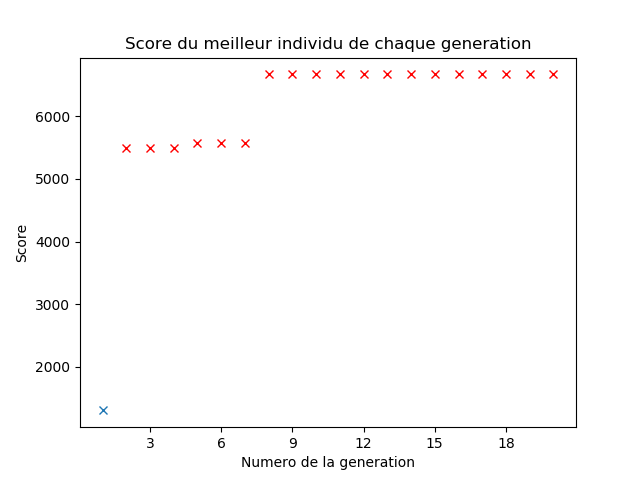 Score du meilleur individu de chaque generation
6000
5000
4000
3000
2000
Score
3 6 9 12 15 18
Numero de la generation